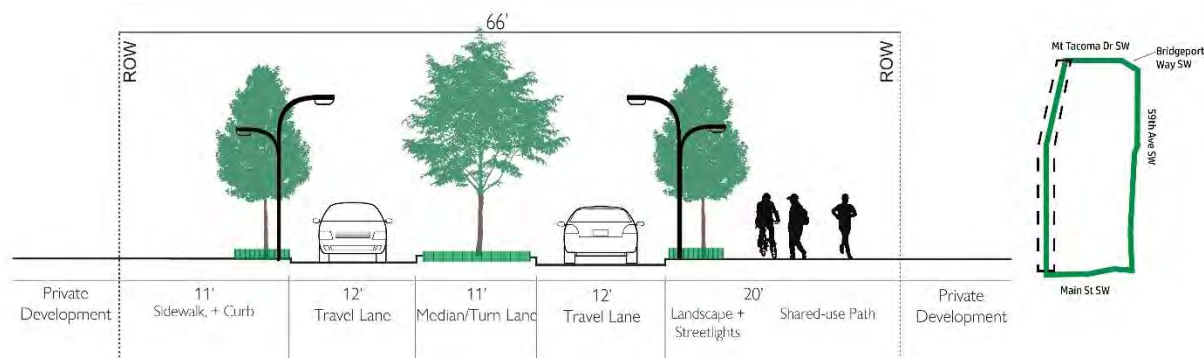 66'
ROW
ROW
Mt Tacoma Dr SW
Bridgeport
Way SW
59th Ave SW
Main St SW
Private
Development
11'
Sidewalk, + Curb
12'
Travel Lane
11'
Median/Turn Land
12'
Travel Lane
20'
Landscape +
Streetlights
Shared-use Path
Private
Development